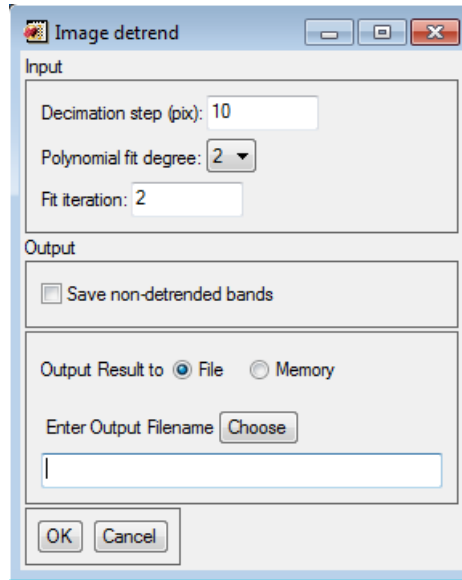 Image detrend
Input
Decimation step (pix): 10
Polynomial fit degree: 2
Fit iteration: 2
Output
Save non-detrended bands
Output Result to File Memory
Enter Output Filename Choose
OK Cancel